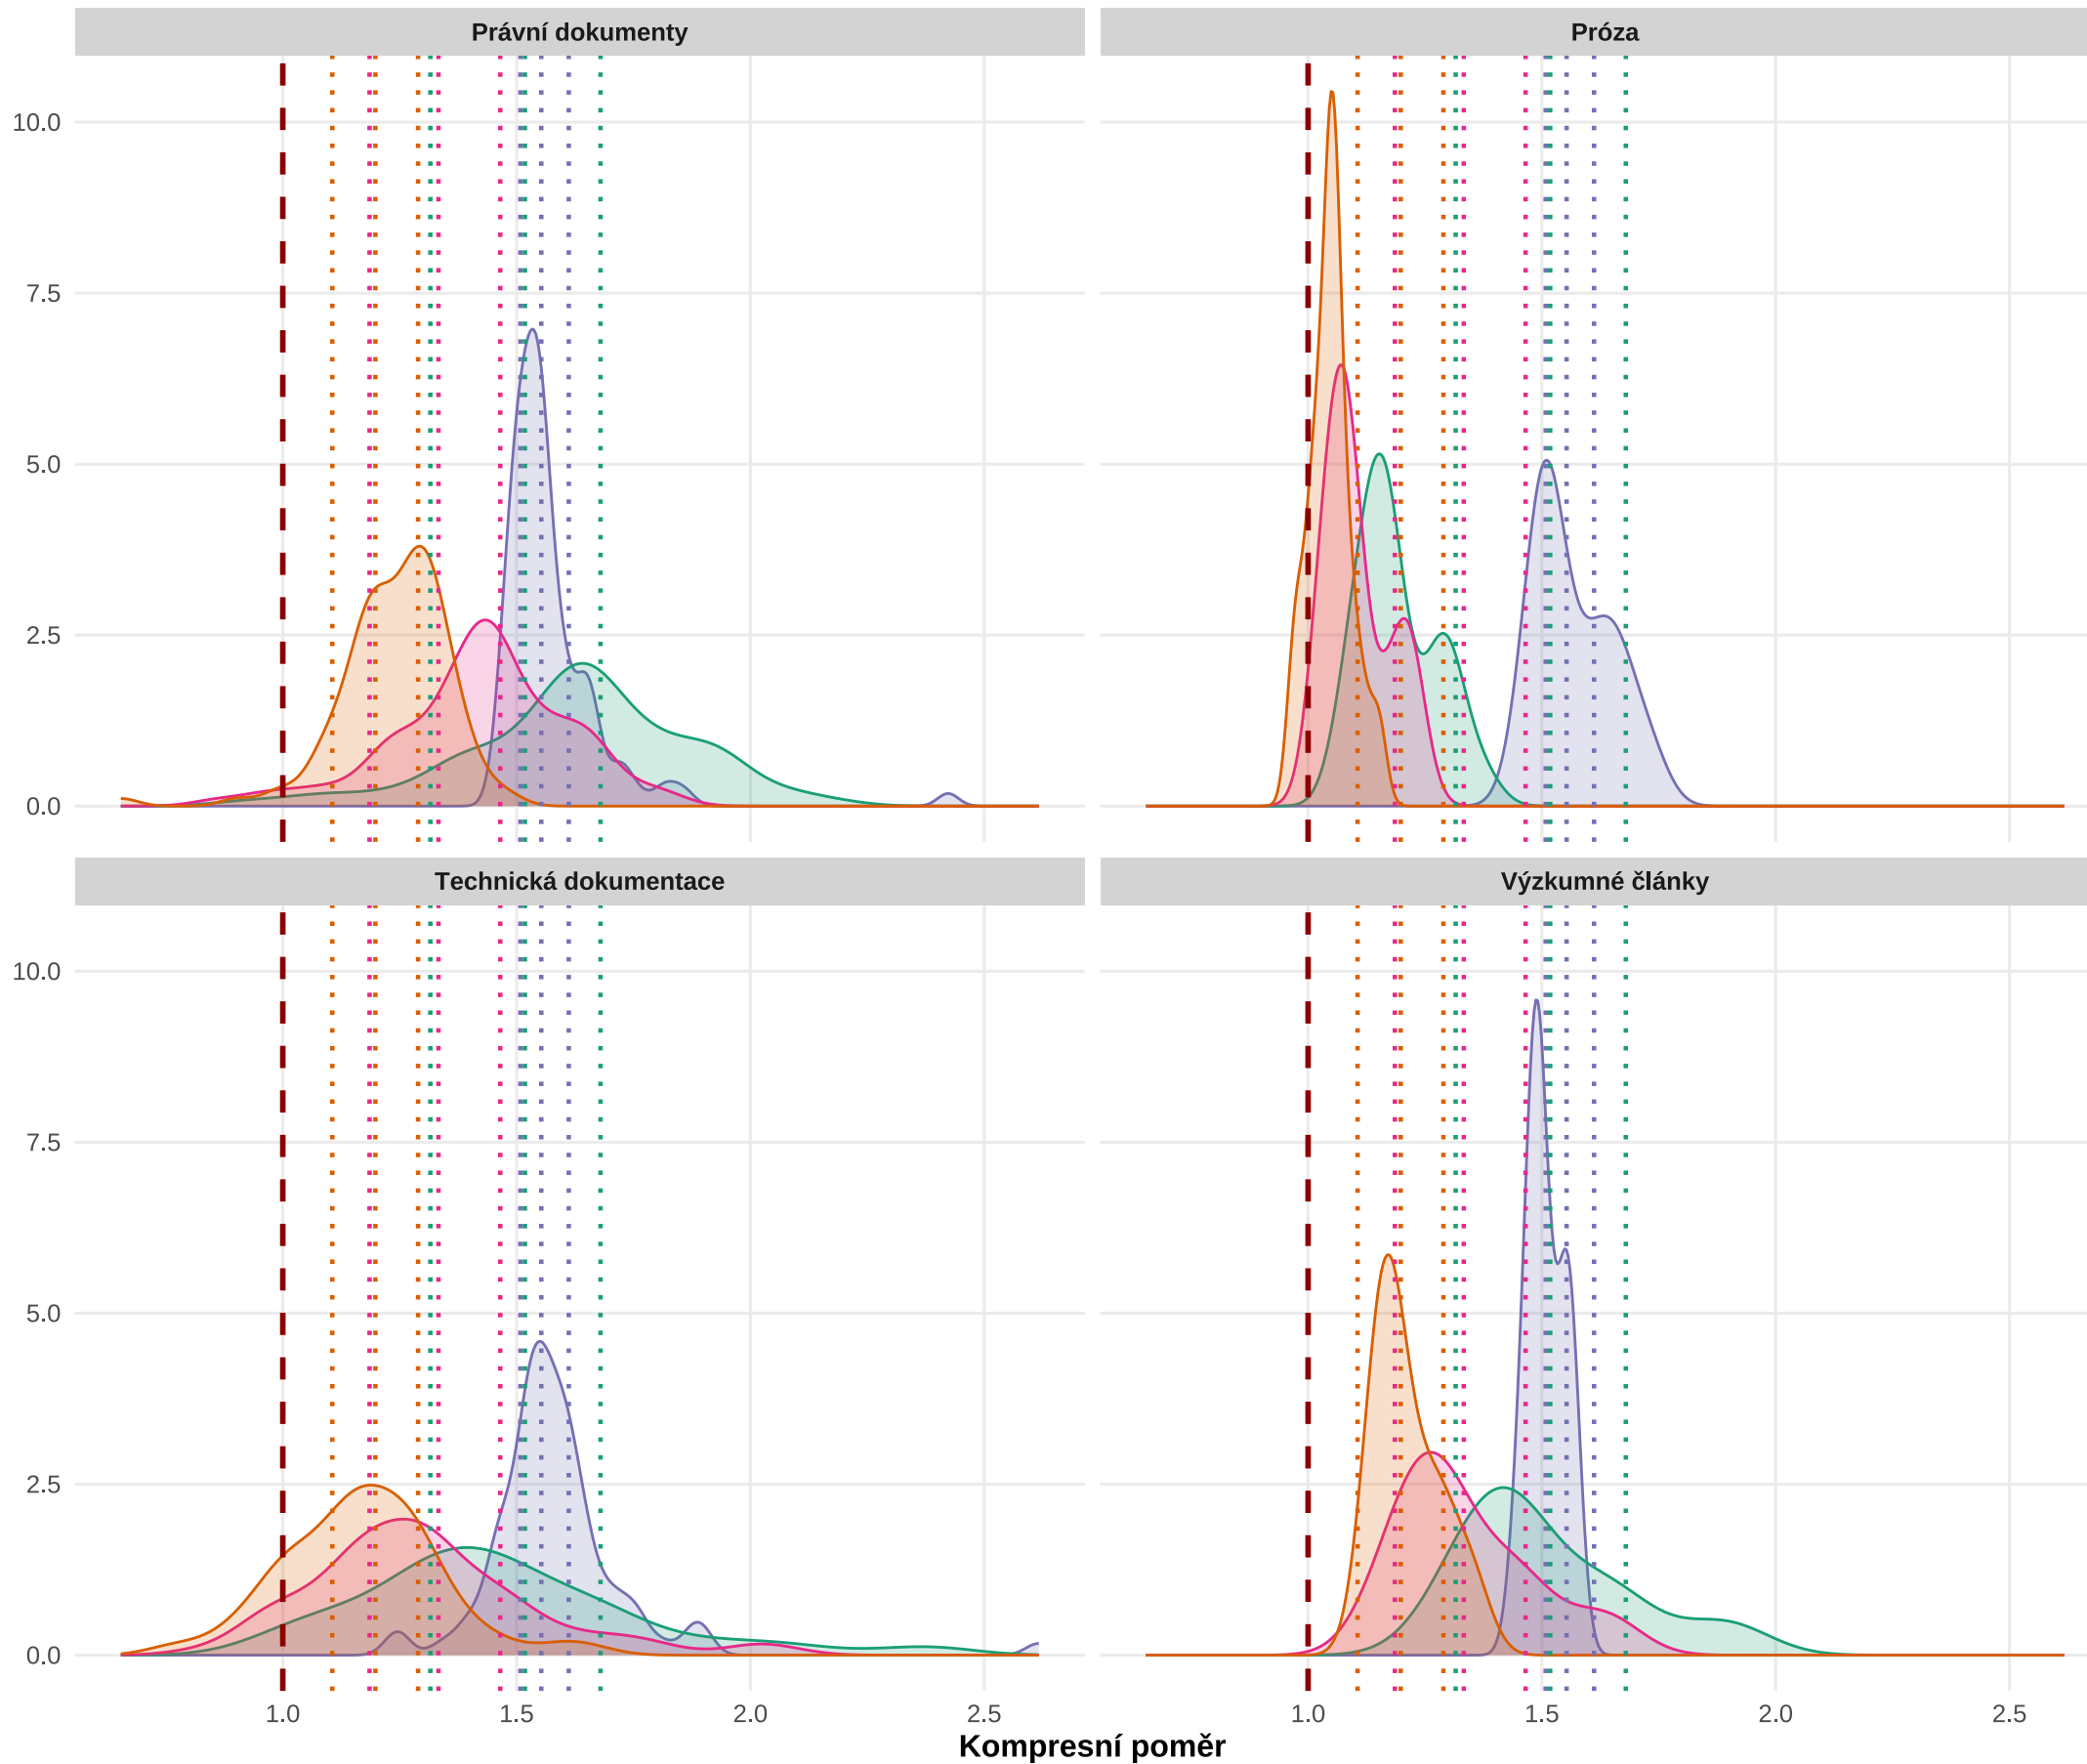 Právní dokumenty
Próza
10.0
7.5
5.0
2.5
0.0
Technická dokumentace
Výzkumné články
10.0
7.5
5.0
2.5
0.0
1.0 1.5 2.0 2.5 1.0 1.5 2.0 2.5
Kompresní poměr